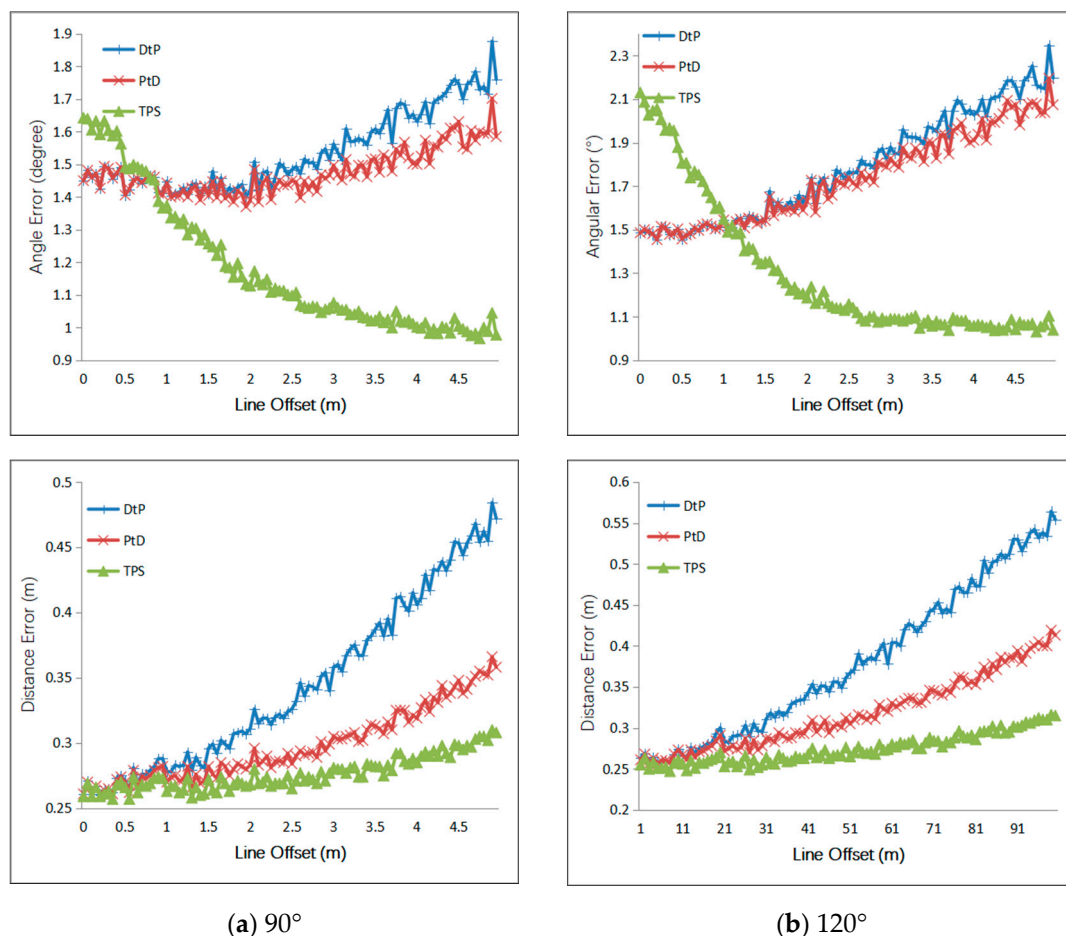 1.9
1.8
1.7
1.6
1.5
1.4
1.3
1.2
1.1
1
0.9
Angle Error (degree)
DtP
PtD
TPS
0 0.5 1 1.5 2 2.5 3 3.5 4 4.5
Line Offset (m)
2.3
2.1
1.9
1.7
1.5
1.3
1.1
0.9
Angular Error (°)
DtP
PtD
TPS
0 0.5 1 1.5 2 2.5 3 3.5 4 4.5
Line Offset (m)
0.5
0.45
0.4
0.35
0.3
0.25
Distance Error (m)
DtP
PtD
TPS
0 0.5 1 1.5 2 2.5 3 3.5 4 4.5
Line Offset (m)
0.6
0.55
0.5
0.45
0.4
0.35
0.3
0.25
0.2
Distance Error (m)
DtP
PtD
TPS
1 11 21 31 41 51 61 71 81 91
Line Offset (m)
(a) 90°
(b) 120°